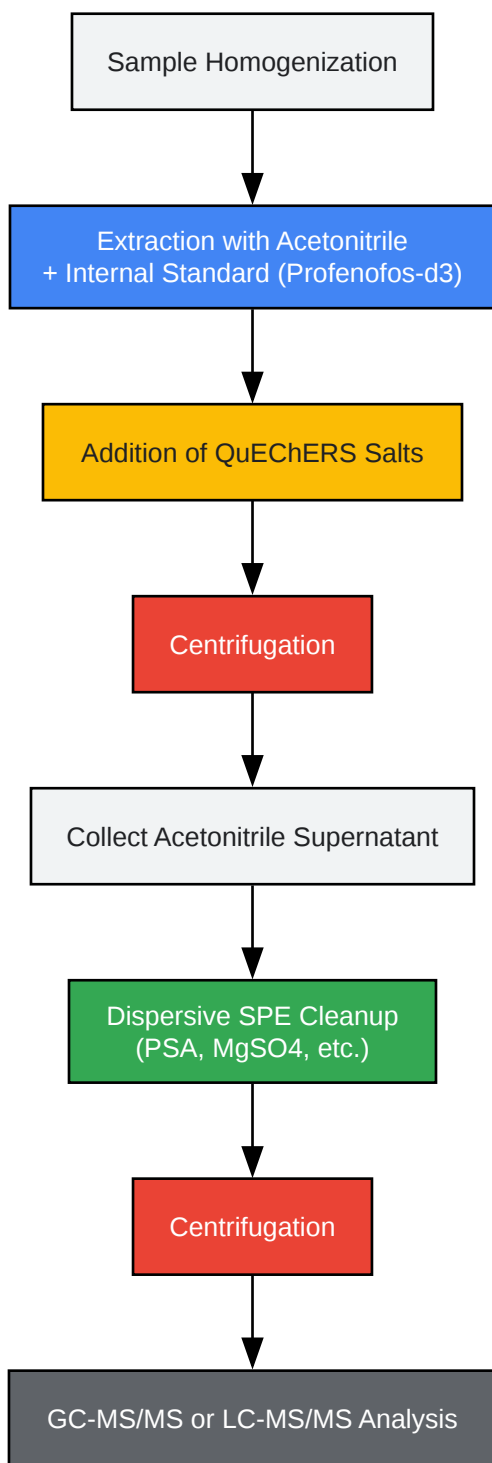 Sample Homogenization
Extraction with Acetonitrile
+ Internal Standard (Profenofos-d3)
Addition of QuEChERS Salts
Centrifugation
Collect Acetonitrile Supernatant
Dispersive SPE Cleanup
(PSA, MgSO4, etc.)
Centrifugation
GC-MS/MS or LC-MS/MS Analysis